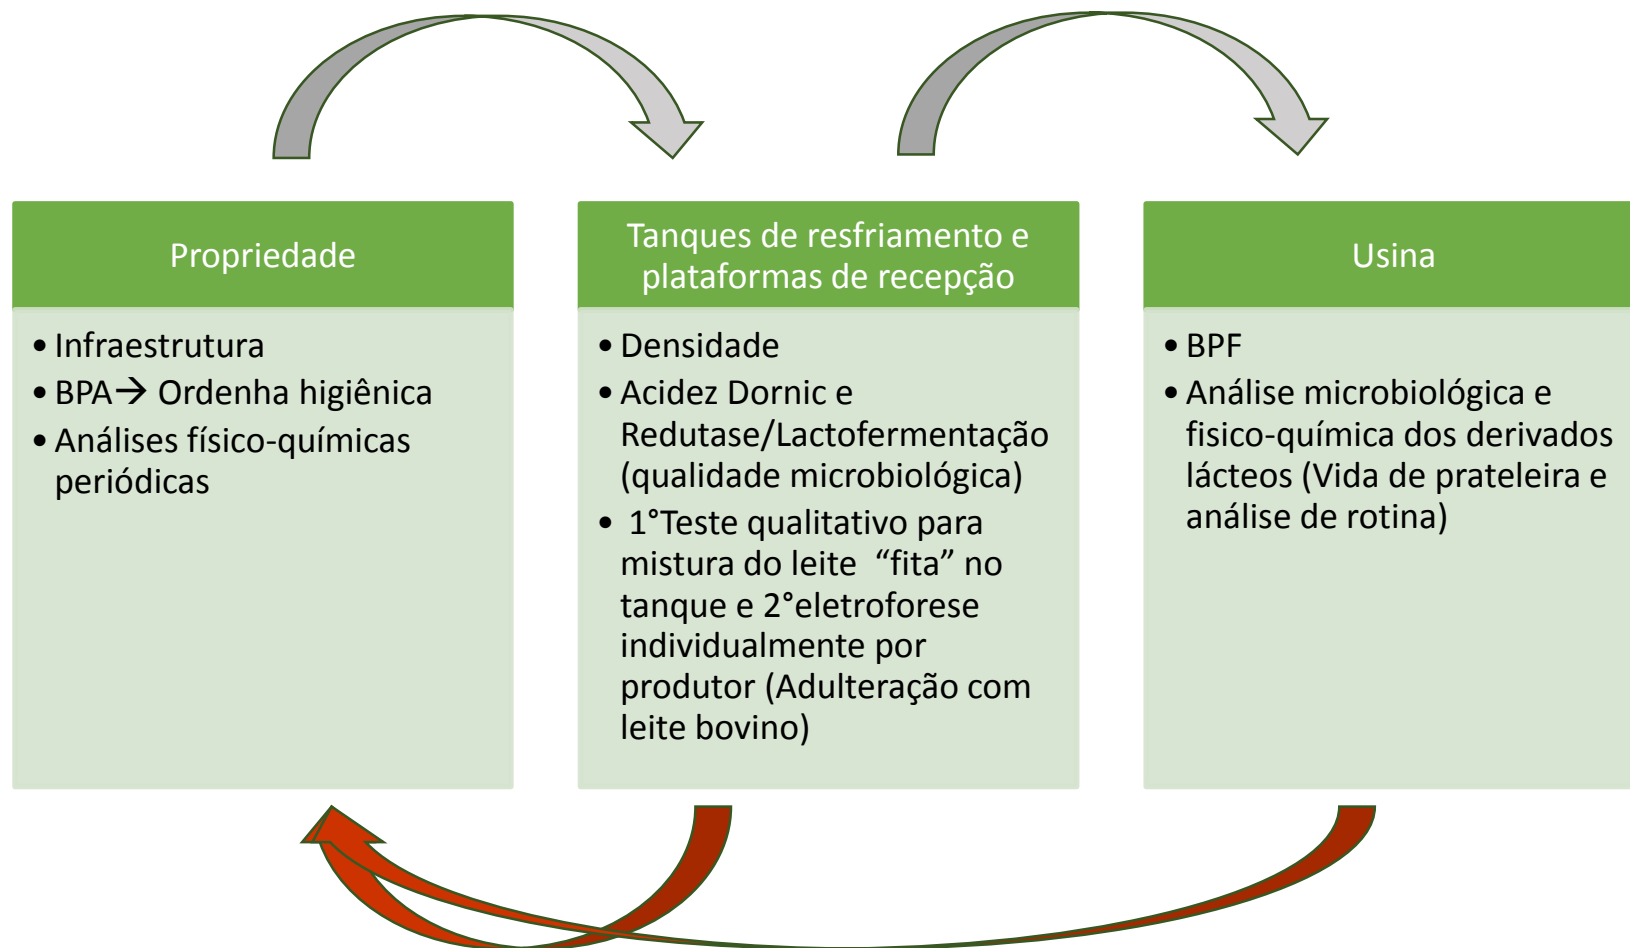 Propriedade
• Infraestrutura
• BPA→ Ordenha higiênica
• Análises físico-químicas
periódicas
Tanques de resfriamento e
plataformas de recepção
• Densidade
• Acidez Dornic e
Redutase/Lactofermentação
(qualidade microbiológica)
• 1°Teste qualitativo para
mistura do leite “fita” no
tanque e 2°eletroforese
individualmente por
produtor (Adulteração com
leite bovino)
Usina
• BPF
• Análise microbiológica e
fisico-química dos derivados
lácteos (Vida de prateleira e
análise de rotina)